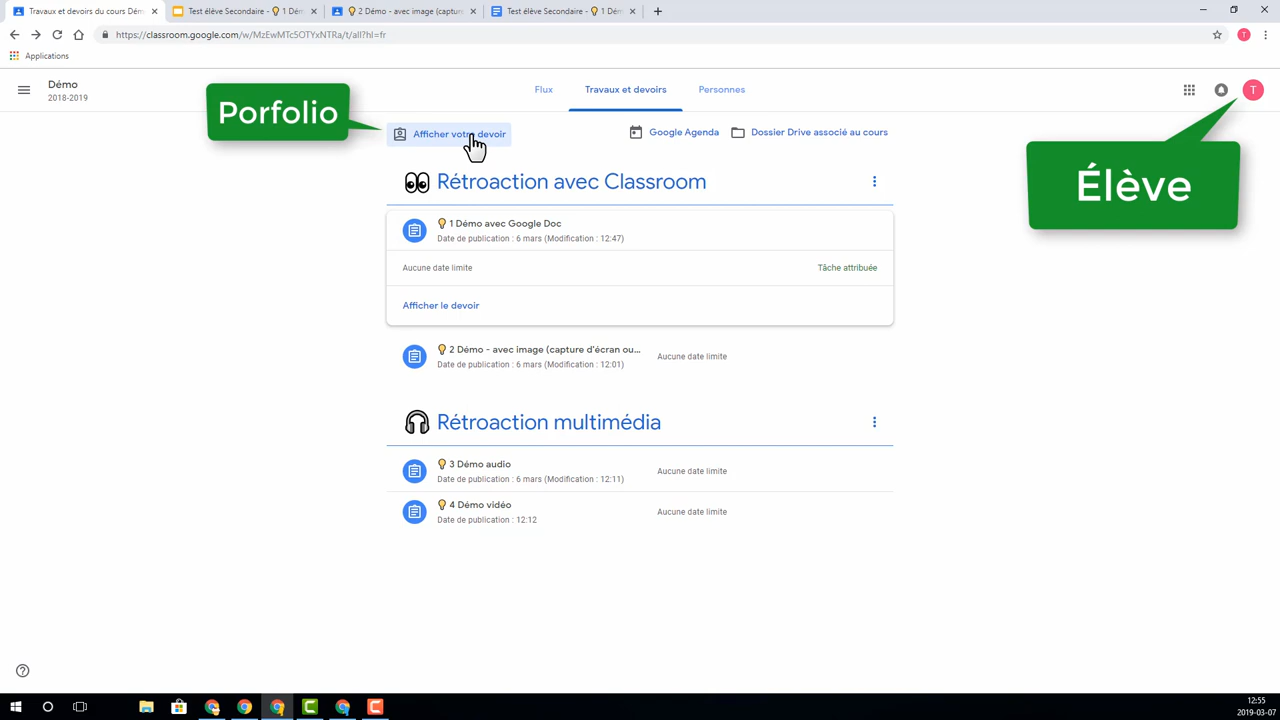 Travaux et devoirs du cours Dém
Test élève Secondaire - 1 Dém
2 Démo - avec image (captur
Test élève Secondaire - 1 Dém
https://classroom.google.com/w/MzEwMTc5OTYxNTRa/t/all?hl=fr
T
Applications
Démo
2018-2019
Flux
Travaux et devoirs
Personnes
T
Porfolio
Afficher votre devoir
Google Agenda
Dossier Drive associé au cours
Élève
Rétroaction avec Classroom
1 Démo avec Google Doc
Date de publication : 6 mars (Modification : 12:47)
Aucune date limite
Tâche attribuée
Afficher le devoir
2 Démo - avec image (capture d'écran ou...
Date de publication : 6 mars (Modification : 12:01)
Aucune date limite
Rétroaction multimédia
3 Démo audio
Date de publication : 6 mars (Modification : 12:11)
Aucune date limite
4 Démo vidéo
Date de publication : 12:12
Aucune date limite
12:55
2019-03-07